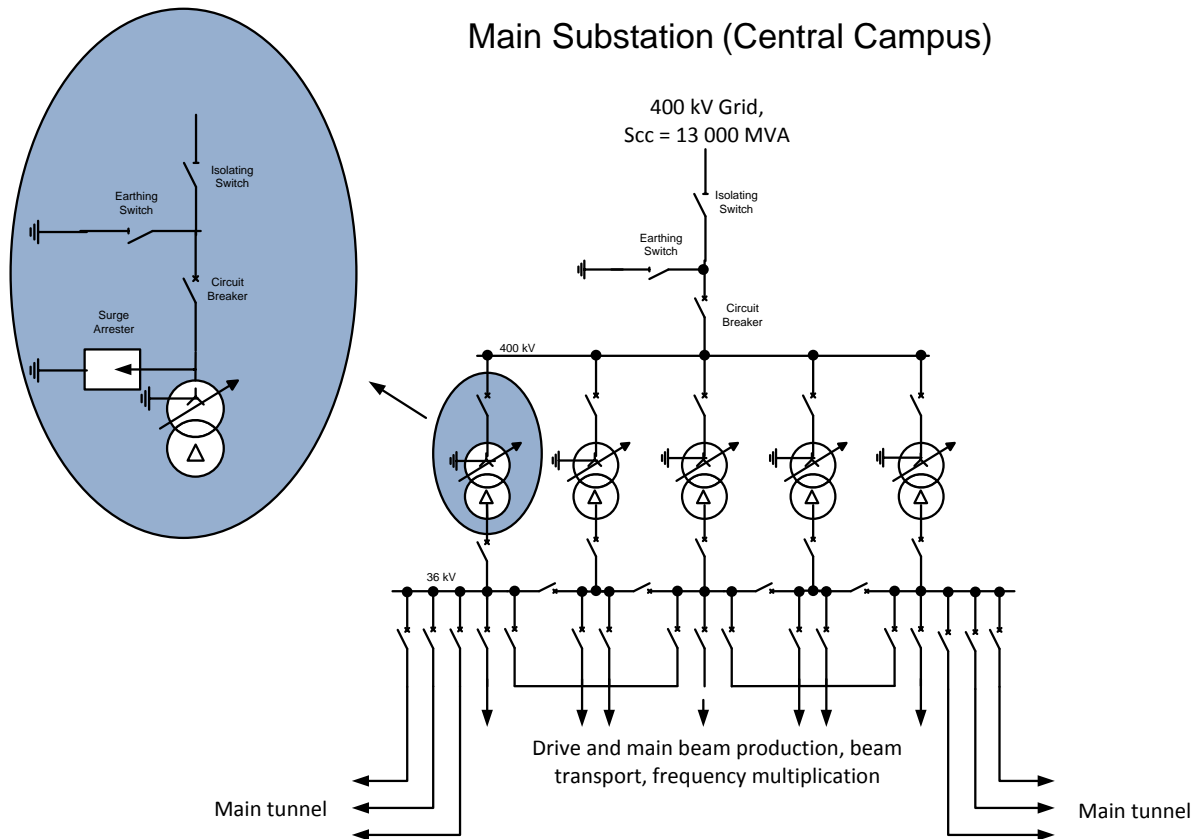 Main Substation (Central Campus)
400 kV Grid,
Scc = 13 000 MVA
Isolating
Switch
Earthing
Switch
Circuit
Breaker
Surge
Arrester
Isolating
Switch
Earthing
Switch
Circuit
Breaker
400 kV
36 kV
Drive and main beam production, beam
transport, frequency multiplication
Main tunnel
Main tunnel